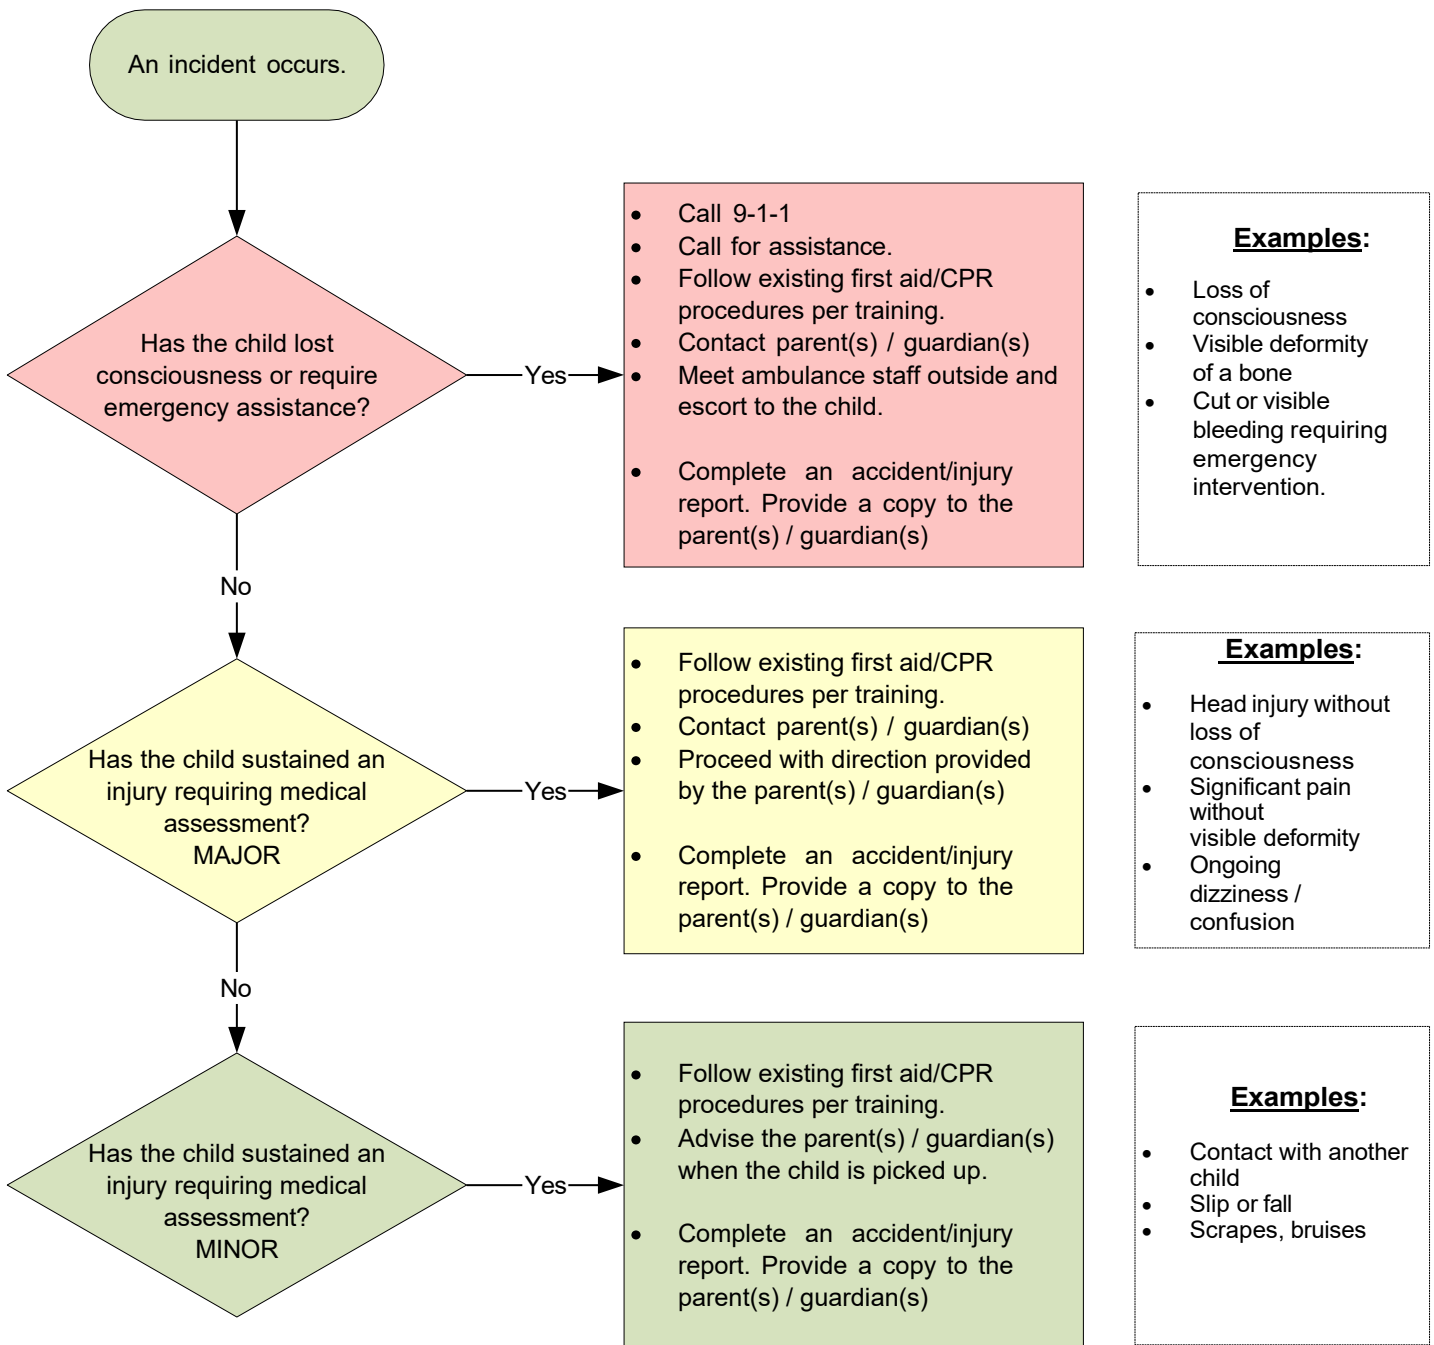 An incident occurs.
Has the child lost
consciousness or require
emergency assistance?
Yes
• Call 9-1-1
• Call for assistance.
• Follow existing first aid/CPR
procedures per training.
• Contact parent(s) / guardian(s)
• Meet ambulance staff outside and
escort to the child.
• Complete an accident/injury
report. Provide a copy to the
parent(s) / guardian(s)
Examples:
• Loss of
consciousness
• Visible deformity
of a bone
• Cut or visible
bleeding requiring
emergency
intervention.
No
Has the child sustained an
injury requiring medical
assessment?
MAJOR
Yes
• Follow existing first aid/CPR
procedures per training.
• Contact parent(s) / guardian(s)
• Proceed with direction provided
by the parent(s) / guardian(s)
• Complete an accident/injury
report. Provide a copy to the
parent(s) / guardian(s)
Examples:
• Head injury without
loss of
consciousness
• Significant pain
without
visible deformity
• Ongoing
dizziness /
confusion
No
Has the child sustained an
injury requiring medical
assessment?
MINOR
Yes
• Follow existing first aid/CPR
procedures per training.
• Advise the parent(s) / guardian(s)
when the child is picked up.
• Complete an accident/injury
report. Provide a copy to the
parent(s) / guardian(s)
Examples:
• Contact with another
child
• Slip or fall
• Scrapes, bruises